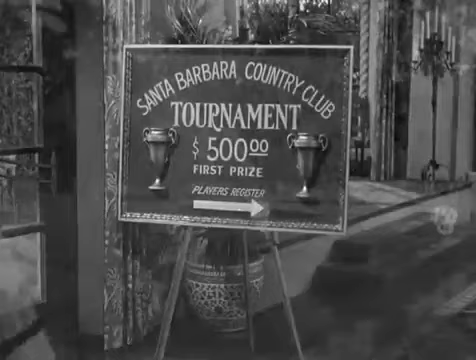 SANTA BARBARA COUNTRY CLUB
TOURNAMENT
$ 500 00
FIRST PRIZE
PLAYERS REGISTER